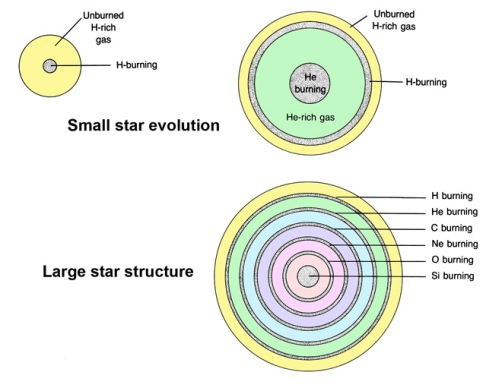 Unburned
H-rich
gas
H-burning
Unburned
H-rich gas
He
burning
H-burning
He-rich gas
Small star evolution
H burning
He burning
C burning
Ne burning
O burning
Si burning
Large star structure